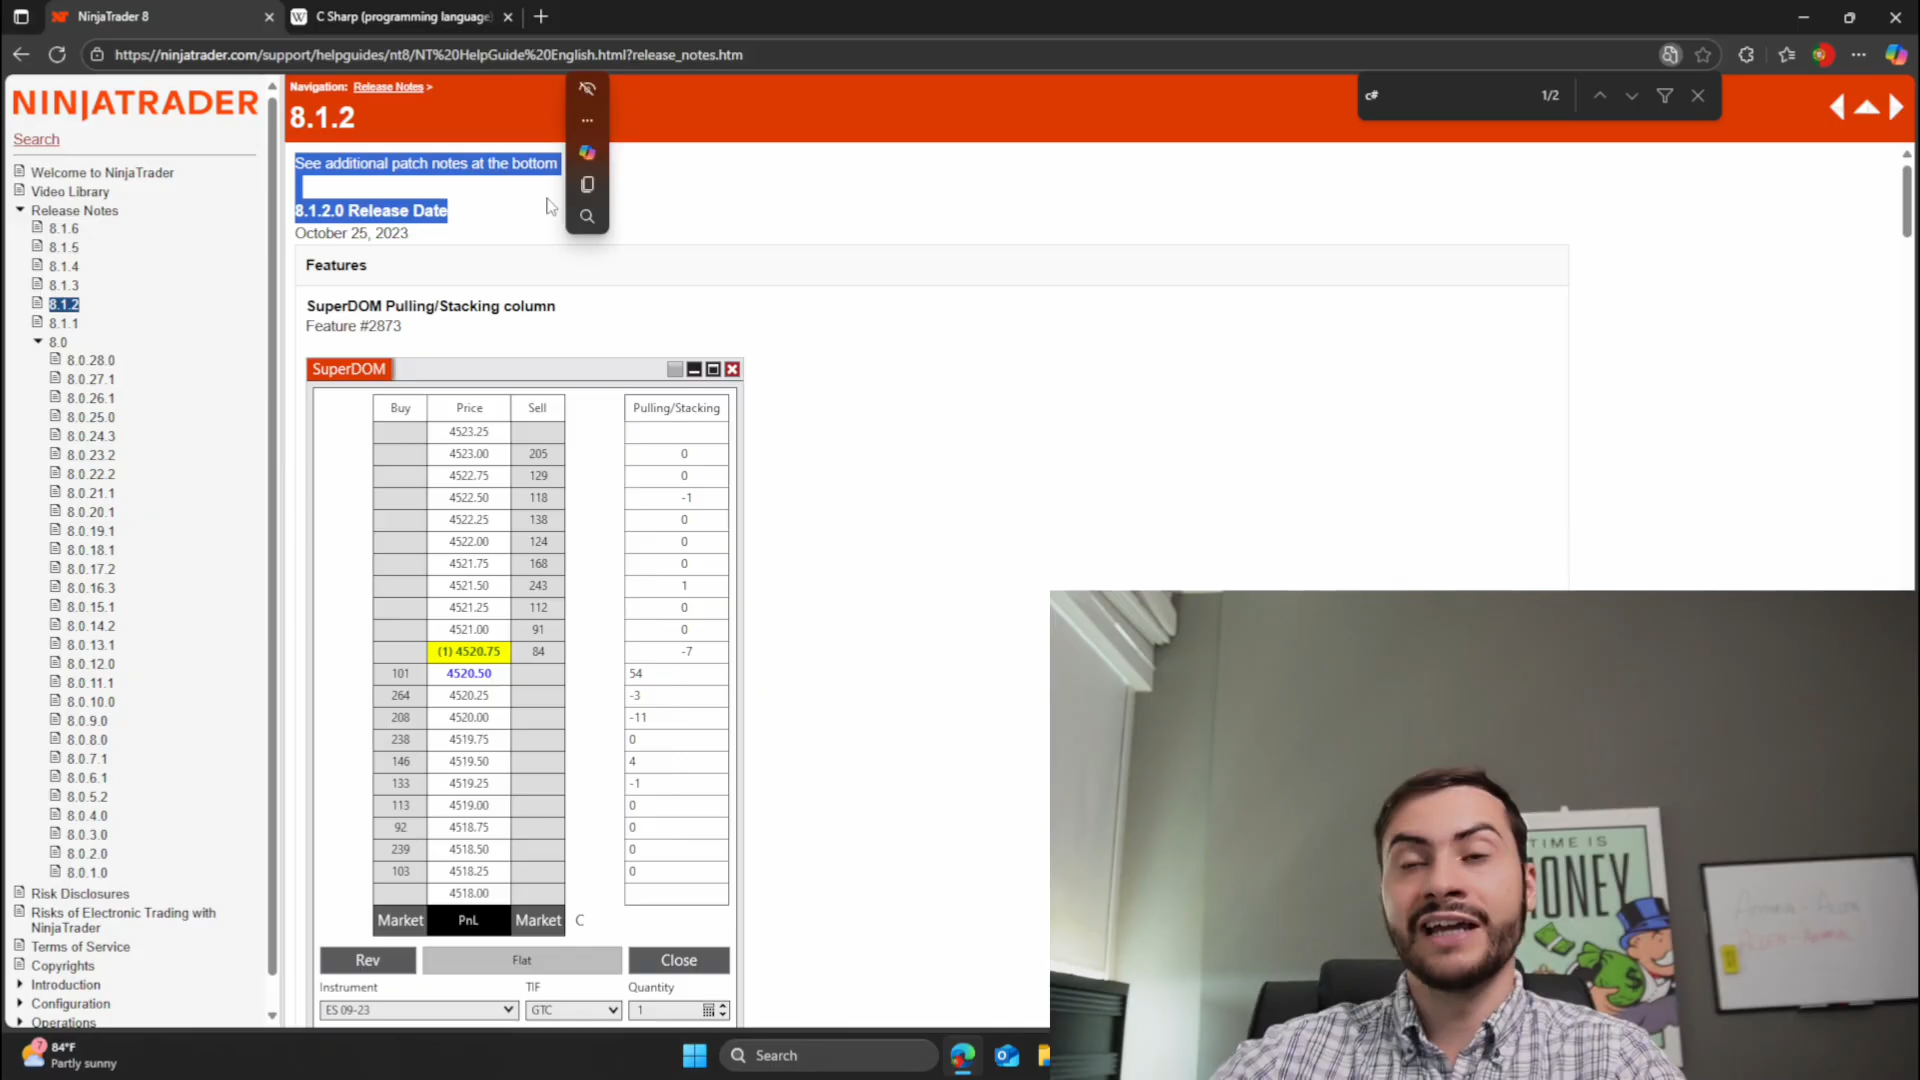 NinjaTrader 8
C Sharp (programming language)
https://ninjatrader.com/support/helpguides/nt8/NT%20HelpGuide%20English.html?release_notes.htm
NINJATRADER
Search
Welcome to NinjaTrader
Video Library
Release Notes
8.1.6
8.1.5
8.1.4
8.1.3
8.1.2
8.1.1
8.0
8.0.28.0
8.0.27.1
8.0.26.1
8.0.25.0
8.0.24.3
8.0.23.2
8.0.22.2
8.0.21.1
8.0.20.1
8.0.19.1
8.0.18.1
8.0.17.2
8.0.16.3
8.0.15.1
8.0.14.2
8.0.13.1
8.0.12.0
8.0.11.1
8.0.10.0
8.0.9.0
8.0.8.0
8.0.7.1
8.0.6.1
8.0.5.2
8.0.4.0
8.0.3.0
8.0.2.0
8.0.1.0
Risk Disclosures
Risks of Electronic Trading with
NinjaTrader
Terms of Service
Copyrights
Introduction
Configuration
Operations
Navigation: Release Notes >
8.1.2
c# 1/2
See additional patch notes at the bottom
8.1.2.0 Release Date
October 25, 2023
Features
SuperDOM Pulling/Stacking column
Feature #2873
SuperDOM
Buy Price Sell Pulling/Stacking
4523.25
4523.00 205 0
4522.75 129 0
4522.50 118 -1
4522.25 138 0
4522.00 124 0
4521.75 168 0
4521.50 243 1
4521.25 112 0
4521.00 91 0
(1) 4520.75 84 -7
101 4520.50 54
264 4520.25 -3
208 4520.00 -11
238 4519.75 0
146 4519.50 4
133 4519.25 -1
113 4519.00 0
92 4518.75 0
239 4518.50 0
103 4518.25 0
4518.00
Market PnL Market C
Rev Flat Close
Instrument TIF Quantity
ES 09-23 GTC 1
TIME IS
MONEY
7
84°F
Partly sunny
Search